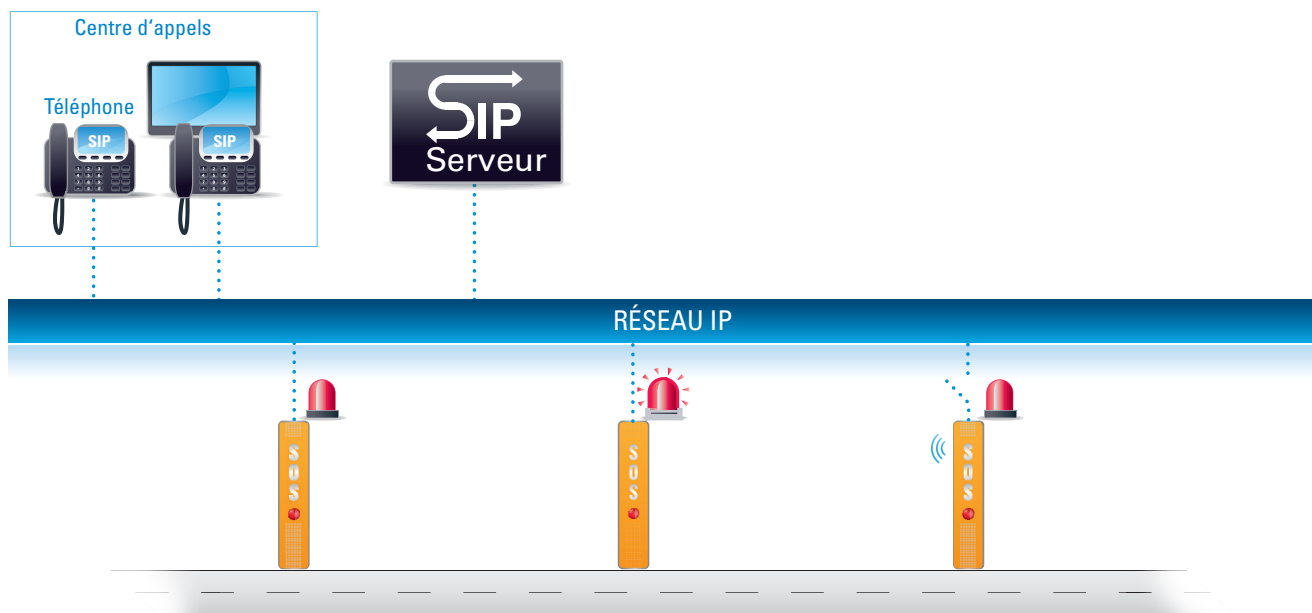 Centre d‘appels
Téléphone
SIP
SIP
SIP
Serveur
RÉSEAU IP
SOS
SOS
SOS